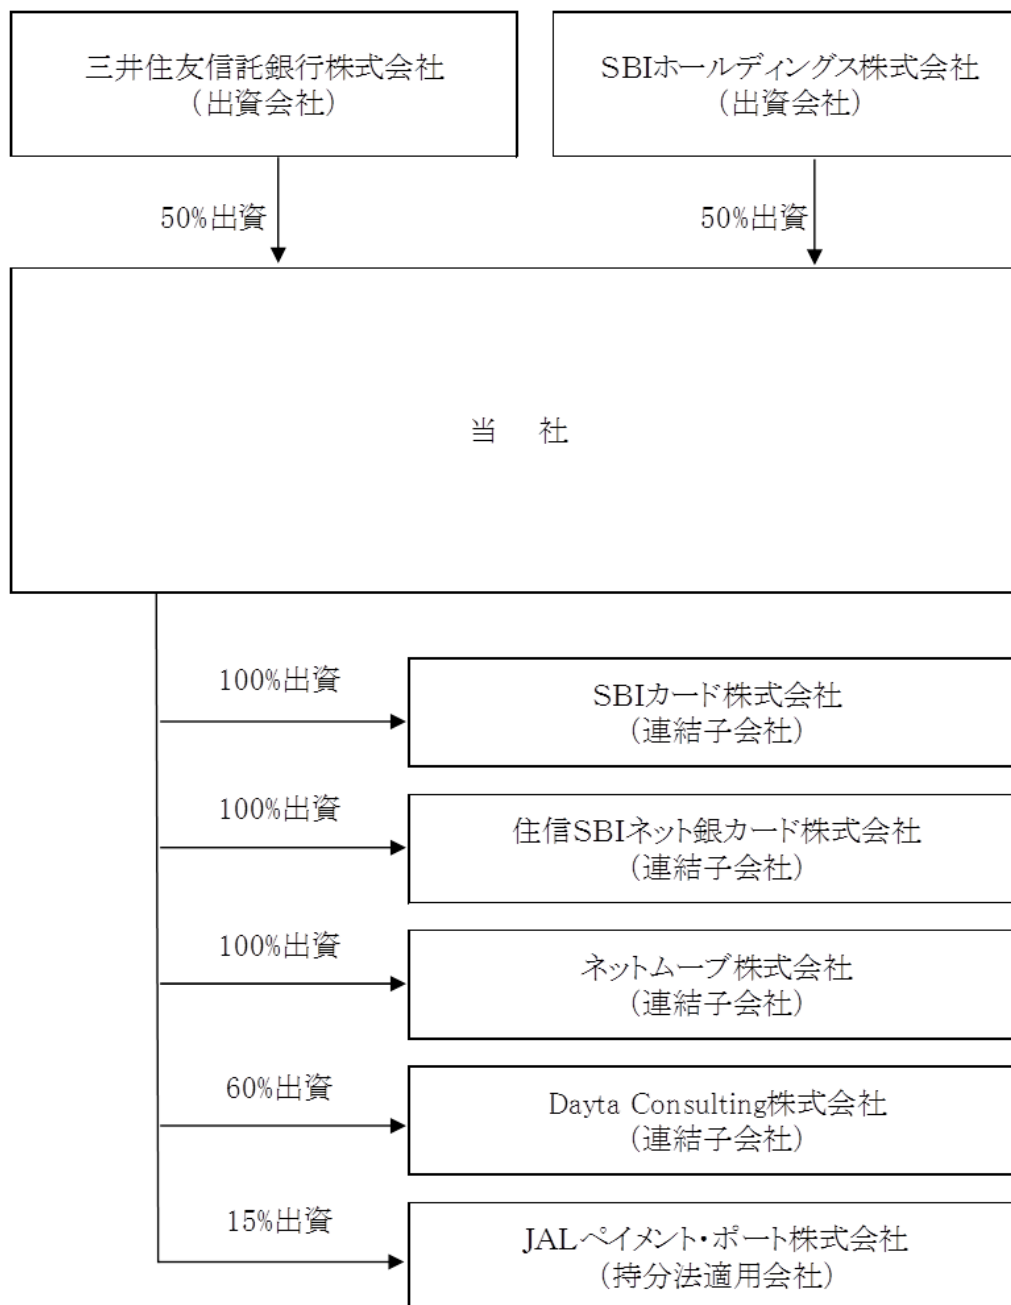 三井住友信託銀行株式会社
（出資会社）
SBIホールディングス株式会社
（出資会社）
50%出資
50%出資
当　社
100%出資
SBIカード株式会社
（連結子会社）
100%出資
住信SBIネット銀カード株式会社
（連結子会社）
100%出資
ネットムーブ株式会社
（連結子会社）
60%出資
Dayta Consulting株式会社
（連結子会社）
15%出資
JALペイメント・ポート株式会社
（持分法適用会社）